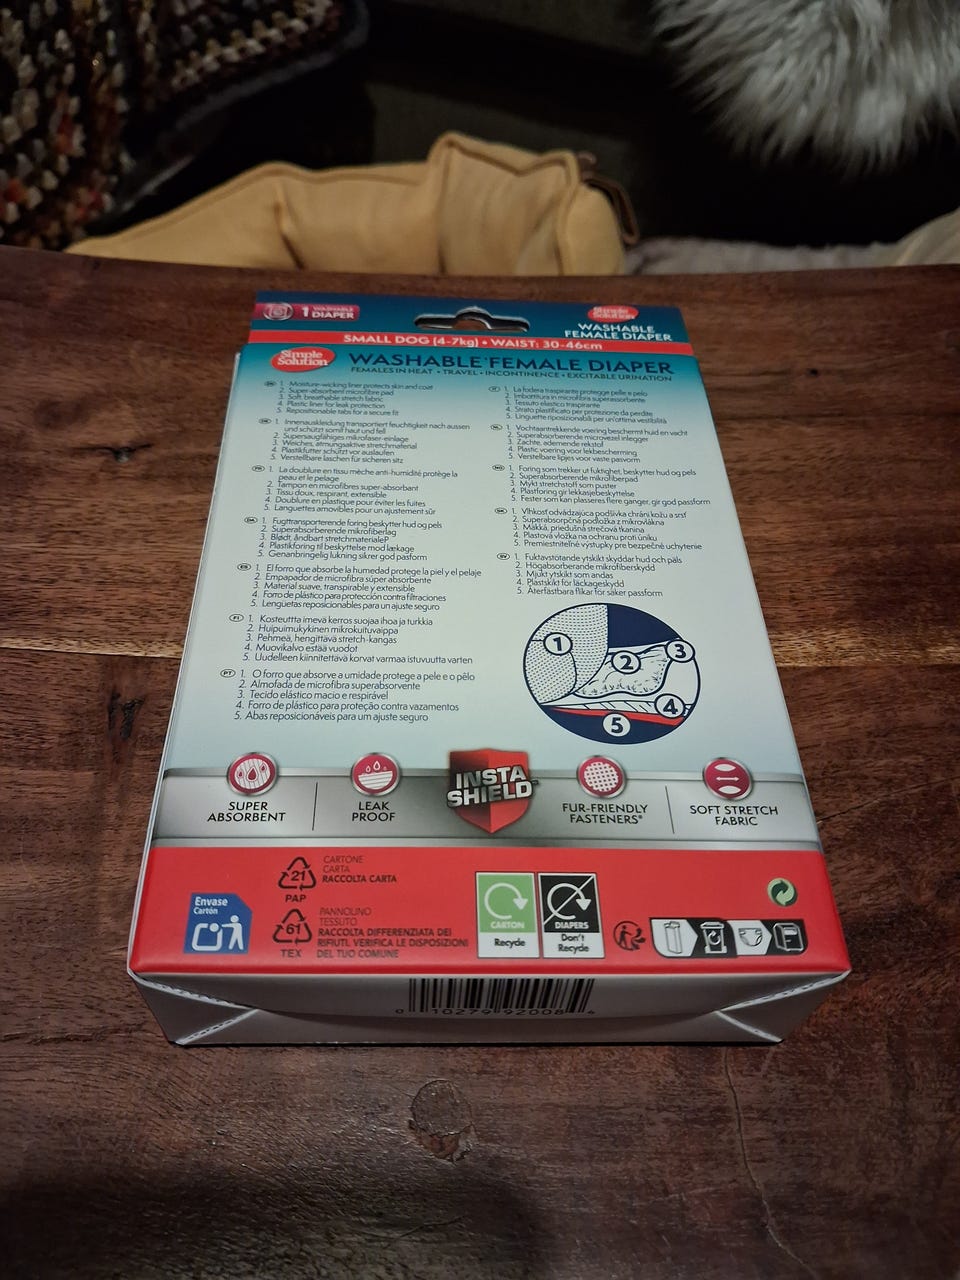 1 WASHABLE
DIAPER
Simple
Solution
WASHABLE
FEMALE DIAPER
SMALL DOG (4-7kg) • WAIST: 30-46cm
Simple
Solution
WASHABLE FEMALE DIAPER
FEMALES IN HEAT • TRAVEL • INCONTINENCE • EXCITABLE URINATION
EN 1. Moisture-wicking liner protects skin and coat
2. Super-absorbent microfibre pad
3. Soft, breathable stretch fabric
4. Plastic liner for leak protection
5. Repositionable tabs for a secure fit
DE 1. Innenauskleidung transportiert feuchtigkeit nach aussen
und schützt somit haut und fell
2. Supersaugfähiges mikrofaser-einlage
3. Weiches, atmungsaktive stretchmaterial
4. Plastikfutter schützt vor auslaufen
5. Verstellbare laschen für sicheren sitz
FR 1. La doublure en tissu mèche anti-humidité protège la
peau et le pelage
2. Tampon en microfibres super-absorbant
3. Tissu doux, respirant, extensible
4. Doublure en plastique pour éviter les fuites
5. Languettes amovibles pour un ajustement sûr
DK 1. Fugttransporterende foring beskytter hud og pels
2. Superabsorberende mikrofiberlag
3. Blødt, åndbart stretchmaterialeP
4. Plastikforing til beskyttelse mod lækage
5. Genanbringelig lukning sikrer god pasform
ES 1. El forro que absorbe la humedad protege la piel y el pelaje
2. Empapador de microfibra súper absorbente
3. Material suave, transpirable y extensible
4. Forro de plástico para protección contra filtraciones
5. Lengüetas reposicionables para un ajuste seguro
FI 1. Kosteuttta imevä kerros suojaa ihoa ja turkkia
2. Huipuimukykinen mikrokuituvaippa
3. Pehmeä, hengittävä stretch-kangas
4. Muovikalvo estää vuodot
5. Uudelleen kiinnitettävä korvat varmaa istuvuutta varten
PT 1. O forro que absorve a umidade protege a pele e o pêlo
2. Almofada de microfibra superabsorvente
3. Tecido elástico macio e respirável
4. Forro de plástico para proteção contra vazamentos
5. Abas reposicionáveis para um ajuste seguro
IT 1. La fodera traspirante protegge pelle e pelo
2. Imbottitura in microfibra superassorbente
3. Tessuto elastico traspirante
4. Strato plastificato per protezione da perdite
5. Linguette riposizionabili per un'ottima vestibilità
NL 1. Vochtaantrekkende voering beschermt huid en vacht
2. Superabsorberende microvezel inlegger
3. Zachte, ademende rekstof
4. Plastic voering voor lekbescherming
5. Verstelbare lipjes voor vaste pasvorm
NO 1. Foring som trekker ut fuktighet, beskytter hud og pels
2. Superabsorberende mikrofiberpad
3. Mykt stretchstoff som puster
4. Plastforing gir lekkasjebeskyttelse
5. Fester som kan plasseres flere ganger, gir god passform
SK 1. Vlhkosť odvádzajúca podšívka chráni kožu a srsť
2. Superabsorpčná podložka z mikrovlákna
3. Mäkká, priedušná strečová tkanina
4. Plastová vložka na ochranu proti úniku
5. Premiestniteľné výstupky pre bezpečné uchytenie
SV 1. Fuktavstötande ytskikt skyddar hud och päls
2. Högabsorberande mikrofiberskydd
3. Mjukt ytskikt som andas
4. Plastskikt för läckageskydd
5. Återfastbara flikar för säker passform
1
2
3
4
5
SUPER
ABSORBENT
LEAK
PROOF
INSTA
SHIELD™
FUR-FRIENDLY
FASTENERS®
SOFT STRETCH
FABRIC
Envase
Cartón
21
PAP
CARTONE
CARTA
RACCOLTA CARTA
61
TEX
PANNOLINO
TESSUTO
RACCOLTA DIFFERENZIATA DEI
RIFIUTI. VERIFICA LE DISPOSIZIONI
DEL TUO COMUNE
CARTON
Recycle
DIAPERS
Don't
Recycle
0 10279 92008 6